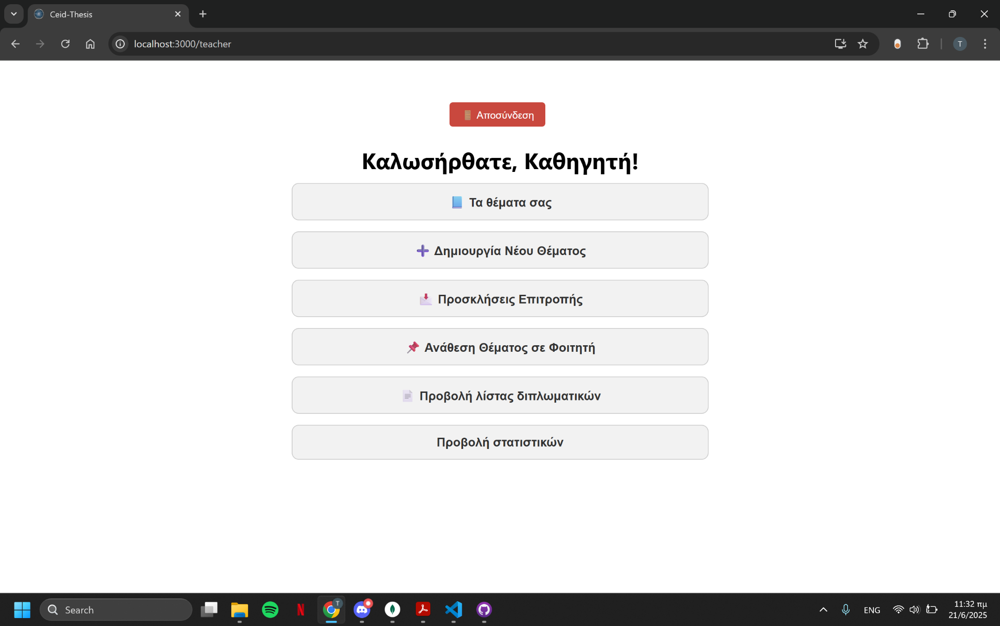 Ceid-Thesis
localhost:3000/teacher
T
Αποσύνδεση
Καλωσήρθατε, Καθηγητή!
Τα θέματα σας
Δημιουργία Νέου Θέματος
Προσκλήσεις Επιτροπής
Ανάθεση Θέματος σε Φοιτητή
Προβολή λίστας διπλωματικών
Προβολή στατιστικών
Search
N
T
ENG
11:32 πμ
21/6/2025